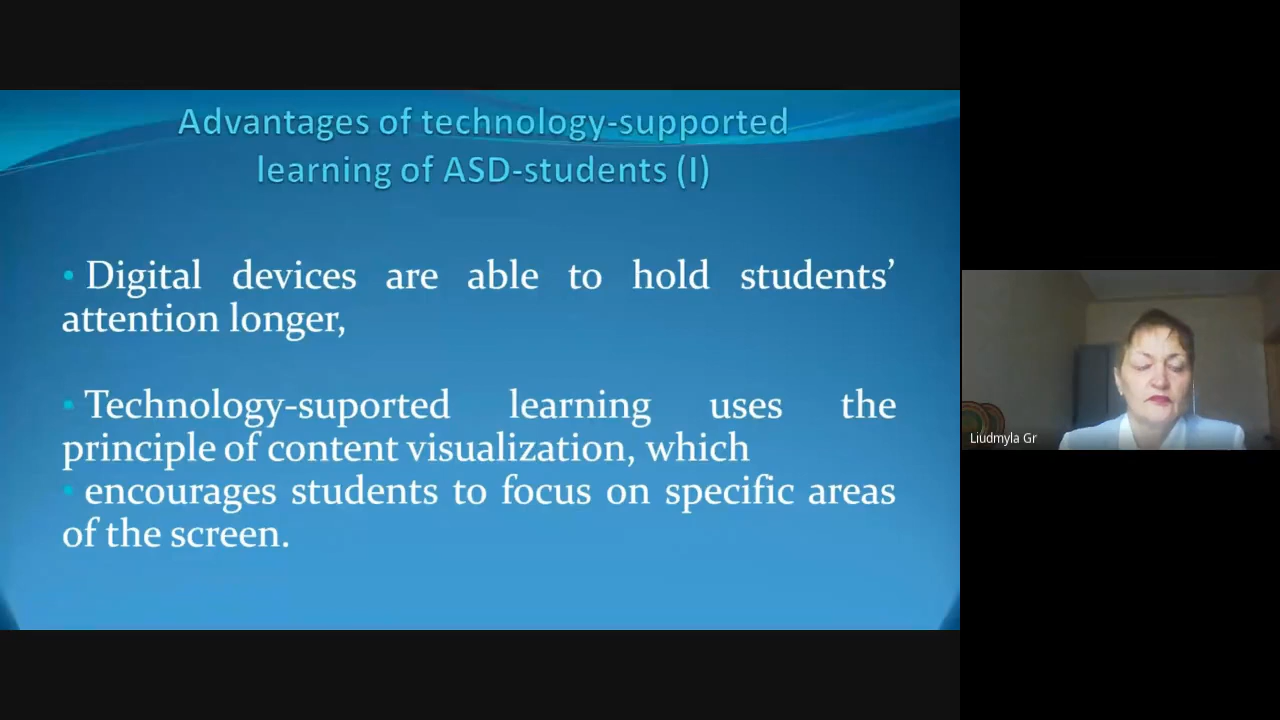 Advantages of technology-supported
learning of ASD-students (I)
• Digital devices are able to hold students’
attention longer,
• Technology-suported learning uses the
principle of content visualization, which
• encourages students to focus on specific areas
of the screen.
Liudmyla Gr